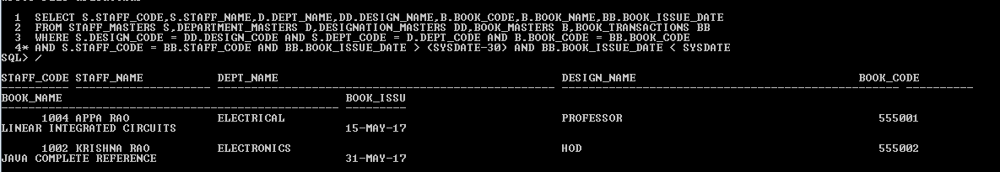 1  SELECT S.STAFF_CODE,S.STAFF_NAME,D.DEPT_NAME,DD.DESIGN_NAME,B.BOOK_CODE,B.BOOK_NAME,BB.BOOK_ISSUE_DATE
2  FROM STAFF_MASTERS S,DEPARTMENT_MASTERS D,DESIGNATION_MASTERS DD,BOOK_MASTERS B,BOOK_TRANSACTIONS BB
3  WHERE S.DESIGN_CODE = DD.DESIGN_CODE AND S.DEPT_CODE = D.DEPT_CODE AND B.BOOK_CODE = BB.BOOK_CODE
4* AND S.STAFF_CODE = BB.STAFF_CODE AND BB.BOOK_ISSUE_DATE > (SYSDATE-30) AND BB.BOOK_ISSUE_DATE < SYSDATE
SQL> /
STAFF_CODE STAFF_NAME DEPT_NAME DESIGN_NAME BOOK_CODE
BOOK_NAME BOOK_ISSU
1004 APPA RAO ELECTRICAL PROFESSOR 555001
LINEAR INTEGRATED CIRCUITS 15-MAY-17
1002 KRISHNA RAO ELECTRONICS HOD 555002
JAVA COMPLETE REFERENCE 31-MAY-17